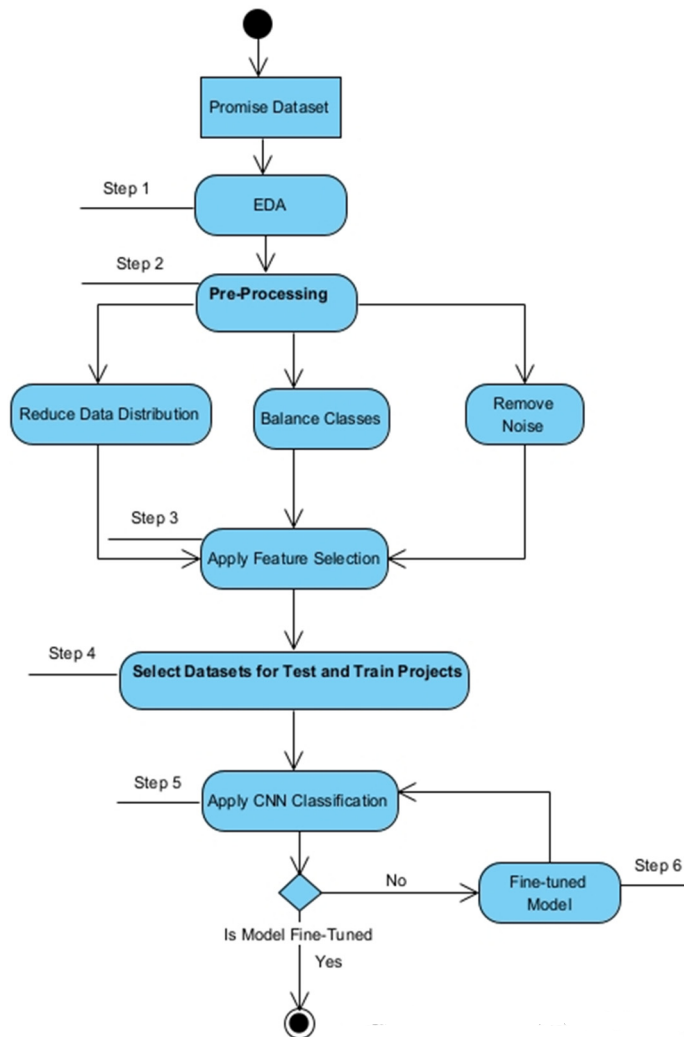 Promise Dataset
Step 1
EDA
Step 2
Pre-Processing
Reduce Data Distribution
Balance Classes
Remove
Noise
Step 3
Apply Feature Selection
Step 4
Select Datasets for Test and Train Projects
Step 5
Apply CNN Classification
No
Fine-tuned
Model
Step 6
Is Model Fine-Tuned
Yes